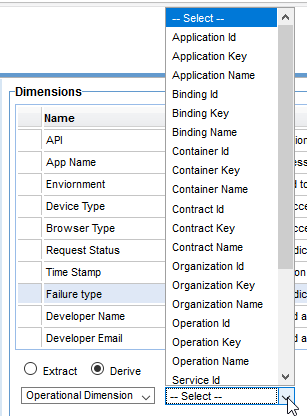 -- Select --
Application Id
Application Key
Application Name
Binding Id
Binding Key
Binding Name
Container Id
Container Key
Container Name
Contract Id
Contract Key
Contract Name
Organization Id
Organization Key
Organization Name
Operation Id
Operation Key
Operation Name
Service Id
Dimensions
Name
API
App Name
Enviornment
Device Type
Browser Type
Request Status
Time Stamp
Failure type
Developer Name
Developer Email
Extract Derive
Operational Dimension -- Select --